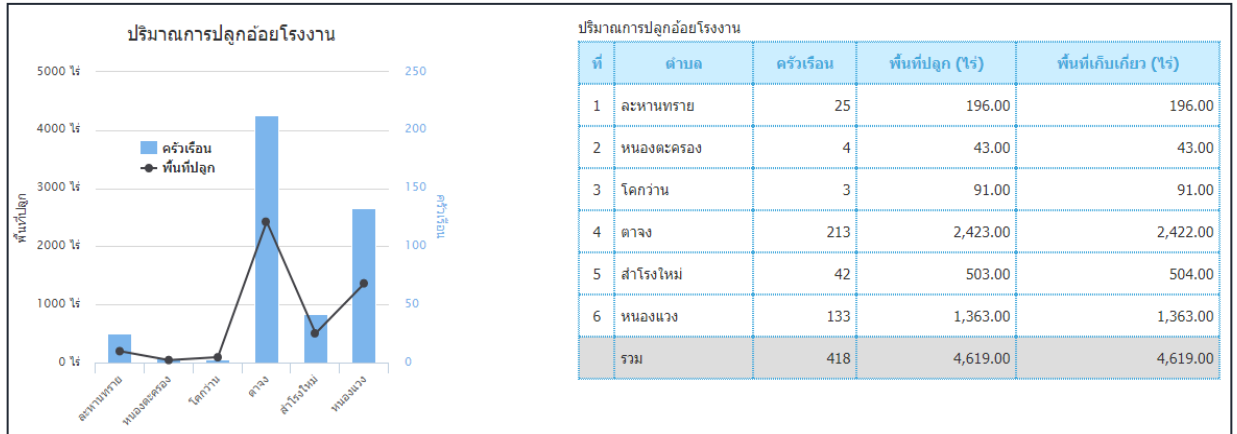 ปริมาณการปลูกอ้อยโรงงาน
5000 ไร่ 250
4000 ไร่ 200
ครัวเรือน
พื้นที่ปลูก
3000 ไร่ 150
พื้นที่ปลูก
ครัวเรือน
2000 ไร่ 100
1000 ไร่ 50
0 ไร่ 0
ละหานทราย หนองตะครอง โคกว่าน ตาจง สำโรงใหม่ หนองแวง
ปริมาณการปลูกอ้อยโรงงาน
ที่ ตำบล ครัวเรือน พื้นที่ปลูก (ไร่) พื้นที่เก็บเกี่ยว (ไร่)
1 ละหานทราย 25 196.00 196.00
2 หนองตะครอง 4 43.00 43.00
3 โคกว่าน 3 91.00 91.00
4 ตาจง 213 2,423.00 2,422.00
5 สำโรงใหม่ 42 503.00 504.00
6 หนองแวง 133 1,363.00 1,363.00
รวม 418 4,619.00 4,619.00